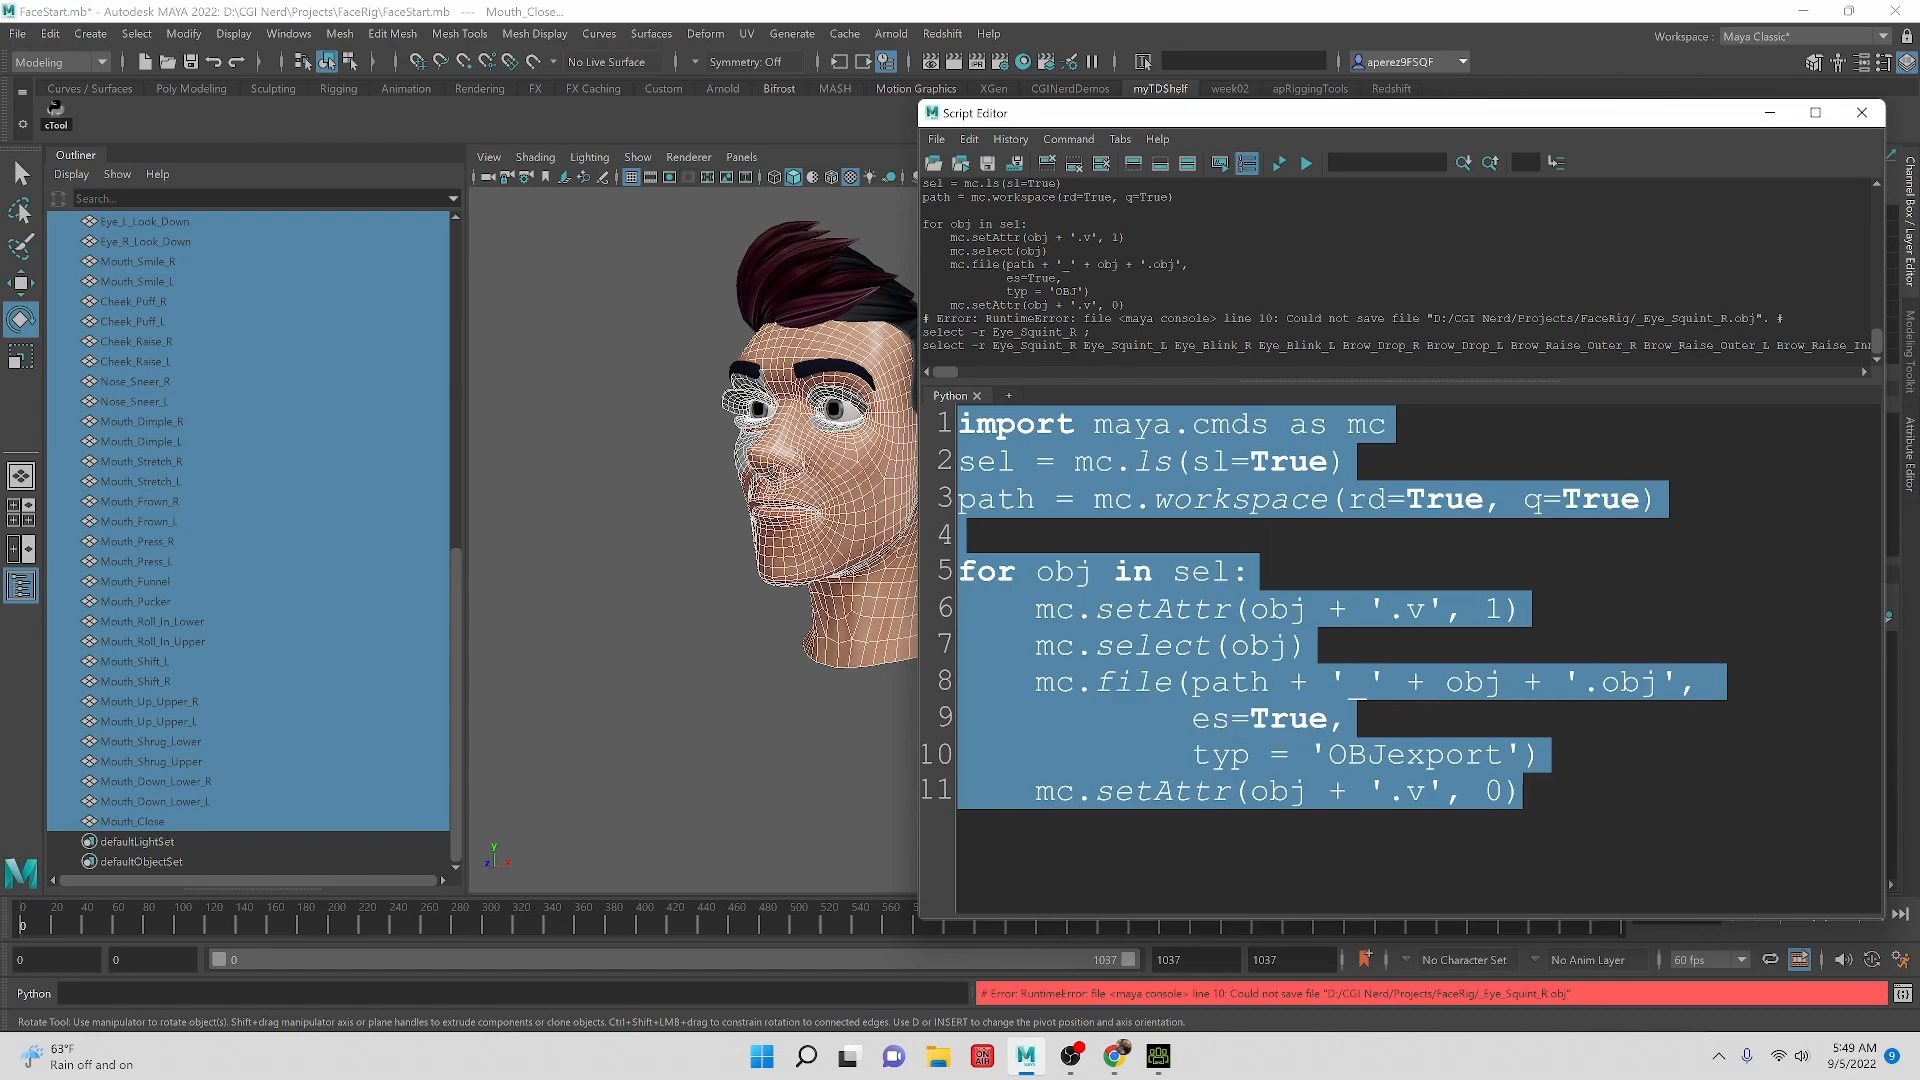 FaceStart.mb* - Autodesk MAYA 2022: D:\CGI Nerd\Projects\FaceRig\FaceStart.mb --- Mouth_Close...
File Edit Create Select Modify Display Windows Mesh Edit Mesh Mesh Tools Mesh Display Curves Surfaces Deform UV Generate Cache Arnold Redshift Help
Workspace : Maya Classic*
Modeling No Live Surface Symmetry: Off aperez9FSQF
Curves / Surfaces Poly Modeling Sculpting Rigging Animation Rendering FX FX Caching Custom Arnold Bifrost MASH Motion Graphics XGen CGINerdDemos myTDShelf week02 apRiggingTools Redshift
cTool
Script Editor
File Edit History Command Tabs Help
Outliner
Display Show Help
Search...
Eye_L_Look_Down
Eye_R_Look_Down
Mouth_Smile_R
Mouth_Smile_L
Cheek_Puff_R
Cheek_Puff_L
Cheek_Raise_R
Cheek_Raise_L
Nose_Sneer_R
Nose_Sneer_L
Mouth_Dimple_R
Mouth_Dimple_L
Mouth_Stretch_R
Mouth_Stretch_L
Mouth_Frown_R
Mouth_Frown_L
Mouth_Press_R
Mouth_Press_L
Mouth_Funnel
Mouth_Pucker
Mouth_Roll_In_Lower
Mouth_Roll_In_Upper
Mouth_Shift_L
Mouth_Shift_R
Mouth_Up_Upper_R
Mouth_Up_Upper_L
Mouth_Shrug_Lower
Mouth_Shrug_Upper
Mouth_Down_Lower_R
Mouth_Down_Lower_L
Mouth_Close
defaultLightSet
defaultObjectSet
View Shading Lighting Show Renderer Panels
y
z x
sel = mc.ls(sl=True)
path = mc.workspace(rd=True, q=True)
for obj in sel:
mc.setAttr(obj + '.v', 1)
mc.select(obj)
mc.file(path + '_' + obj + '.obj',
es=True,
typ = 'OBJ')
mc.setAttr(obj + '.v', 0)
# Error: RuntimeError: file <maya console> line 10: Could not save file "D:/CGI Nerd/Projects/FaceRig/_Eye_Squint_R.obj". #
select -r Eye_Squint_R ;
select -r Eye_Squint_R Eye_Squint_L Eye_Blink_R Eye_Blink_L Brow_Drop_R Brow_Drop_L Brow_Raise_Outer_R Brow_Raise_Outer_L Brow_Raise_Inn
Python +
1 import maya.cmds as mc
2 sel = mc.ls(sl=True)
3 path = mc.workspace(rd=True, q=True)
4
5 for obj in sel:
6 mc.setAttr(obj + '.v', 1)
7 mc.select(obj)
8 mc.file(path + '_' + obj + '.obj',
9 es=True,
10 typ = 'OBJexport')
11 mc.setAttr(obj + '.v', 0)
Channel Box / Layer Editor
Modeling Toolkit
Attribute Editor
0 20 40 60 80 100 120 140 160 180 200 220 240 260 280 300 320 340 360 380 400 420 440 460 480 500 520 540 560
0
0 0 0 1037 1037 1037 No Character Set No Anim Layer 60 fps
Python # Error: RuntimeError: file <maya console> line 10: Could not save file "D:/CGI Nerd/Projects/FaceRig/_Eye_Squint_R.obj".
Rotate Tool: Use manipulator to rotate object(s). Shift+drag manipulator axis or plane handles to extrude components or clone objects. Ctrl+Shift+LMB+drag to constrain rotation to connected edges. Use D or INSERT to change the pivot position and axis orientation.
63°F
Rain off and on
ON AIR
5:49 AM
9/5/2022
9